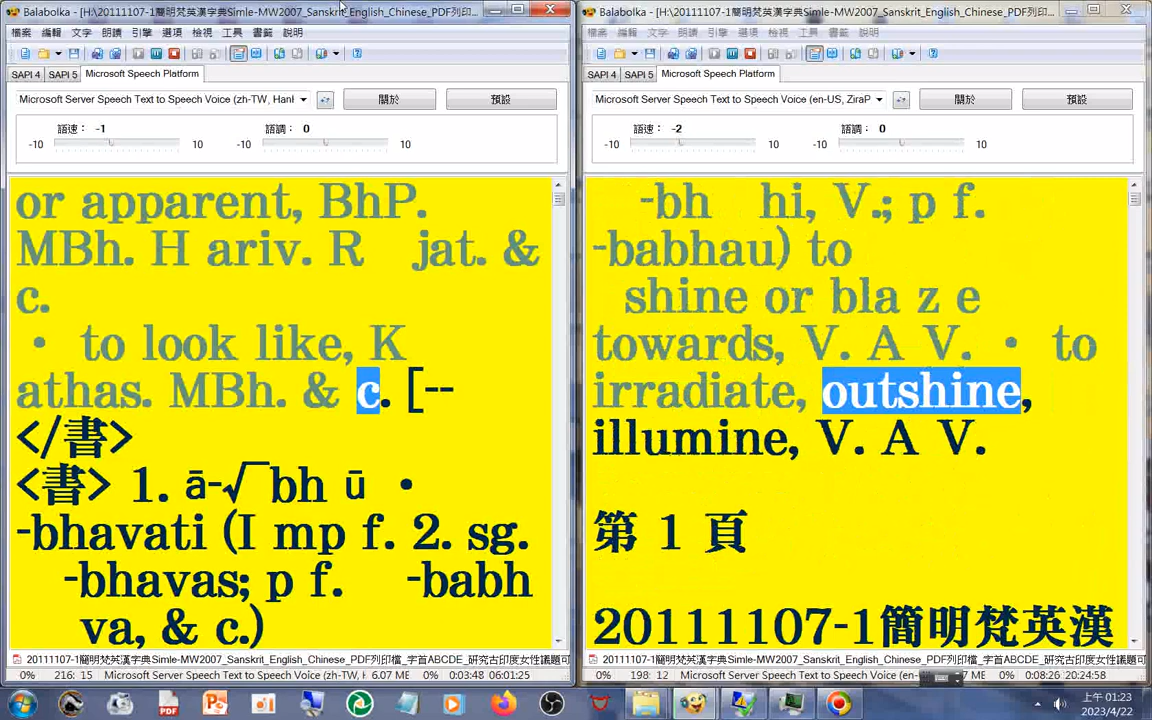 Balabolka - [H:\20111107-1簡明梵英漢字典Simle-MW2007_Sanskrit_English_Chinese_PDF列印
檔案 編輯 文字 朗讀 引擎 選項 檢視 工具 書籤 說明
SAPI 4 SAPI 5 Microsoft Speech Platform
Microsoft Server Speech Text to Speech Voice (zh-TW, Hanl
關於 預設
語速: -1 語調: 0
-10 10 -10 10
or apparent, BhP.
MBh. H ariv. R jat. &
c.
• to look like, K
athas. MBh. & c. [--
</書>
<書> 1. ā-√ bh ū •
-bhavati (I mp f. 2. sg.
-bhavas; p f. -babh
va, & c.)
20111107-1簡明梵英漢字典Simle-MW2007_Sanskrit_English_Chinese_PDF列印檔_字首ABCDE_研究古印度女性議題可
0% 216: 15 Microsoft Server Speech Text to Speech Voice (zh-TW, H 6.07 ME 0% 0:03:48 06:01:25
Balabolka - [H:\20111107-1簡明梵英漢字典Simle-MW2007_Sanskrit_English_Chinese_PDF列印
檔案 編輯 文字 朗讀 引擎 選項 檢視 工具 書籤 說明
SAPI 4 SAPI 5 Microsoft Speech Platform
Microsoft Server Speech Text to Speech Voice (en-US, ZiraP
關於 預設
語速: -2 語調: 0
-10 10 -10 10
-bh hi, V.; p f.
-babhau) to
shine or bla z e
towards, V. A V. • to
irradiate, outshine,
illumine, V. A V.
第 1 頁
20111107-1簡明梵英漢
20111107-1簡明梵英漢字典Simle-MW2007_Sanskrit_English_Chinese_PDF列印檔_字首ABCDE_研究古印度女性議題可
0% 198: 12 Microsoft Server Speech Text to Speech Voice (en-US, 0% 0:08:26 20:24:58
上午 01:23
2023/4/22